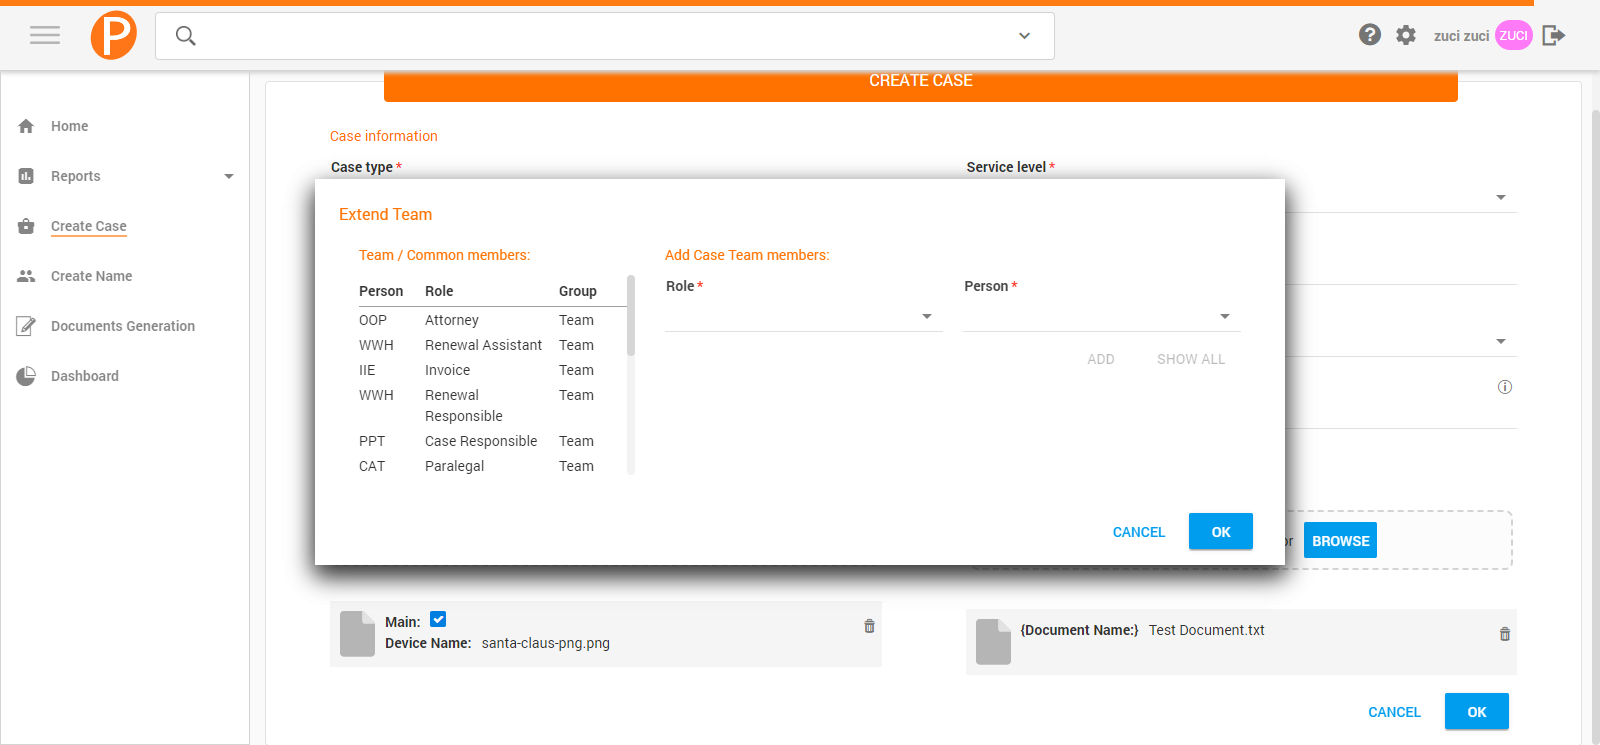 P
zuci zuci ZUCI
CREATE CASE
Home
Reports
Create Case
Create Name
Documents Generation
Dashboard
Case information
Case type *
Service level *
Extend Team
Team / Common members:
Person Role Group
OOP Attorney Team
WWH Renewal Assistant Team
IIE Invoice Team
WWH Renewal Team
Responsible
PPT Case Responsible Team
CAT Paralegal Team
Add Case Team members:
Role * Person *
ADD SHOW ALL
CANCEL OK
or BROWSE
Main:
Device Name: santa-claus-png.png
{Document Name:} Test Document.txt
CANCEL OK